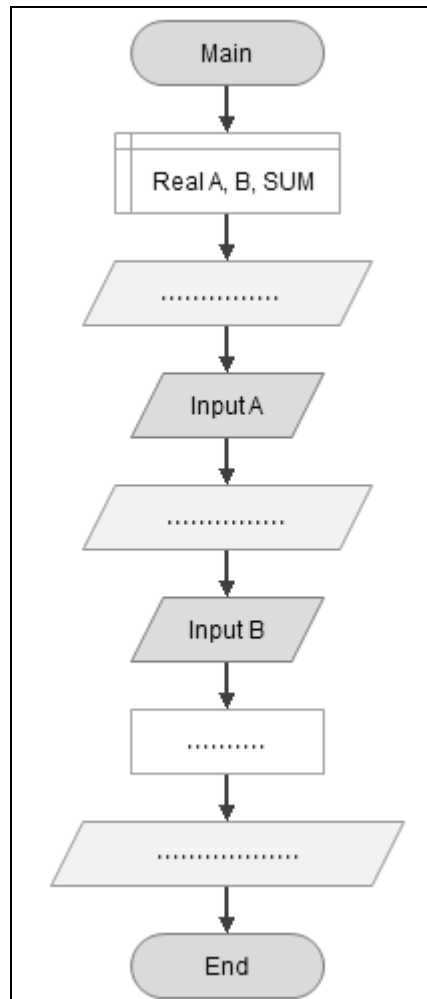 Main
Real A, B, SUM
...............
Input A
...............
Input B
..........
..................
End